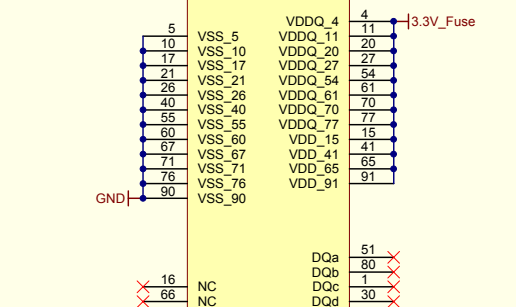 VDDQ_4 4 3.3V_Fuse
5 VSS_5 VDDQ_11 11
10 VSS_10 VDDQ_20 20
17 VSS_17 VDDQ_27 27
21 VSS_21 VDDQ_54 54
26 VSS_26 VDDQ_61 61
40 VSS_40 VDDQ_70 70
55 VSS_55 VDDQ_77 77
60 VSS_60 VDD_15 15
67 VSS_67 VDD_41 41
71 VSS_71 VDD_65 65
76 VSS_76 VDD_91 91
GND 90 VSS_90
DQa 51
DQb 80
16 NC DQc 1
66 NC DQd 30